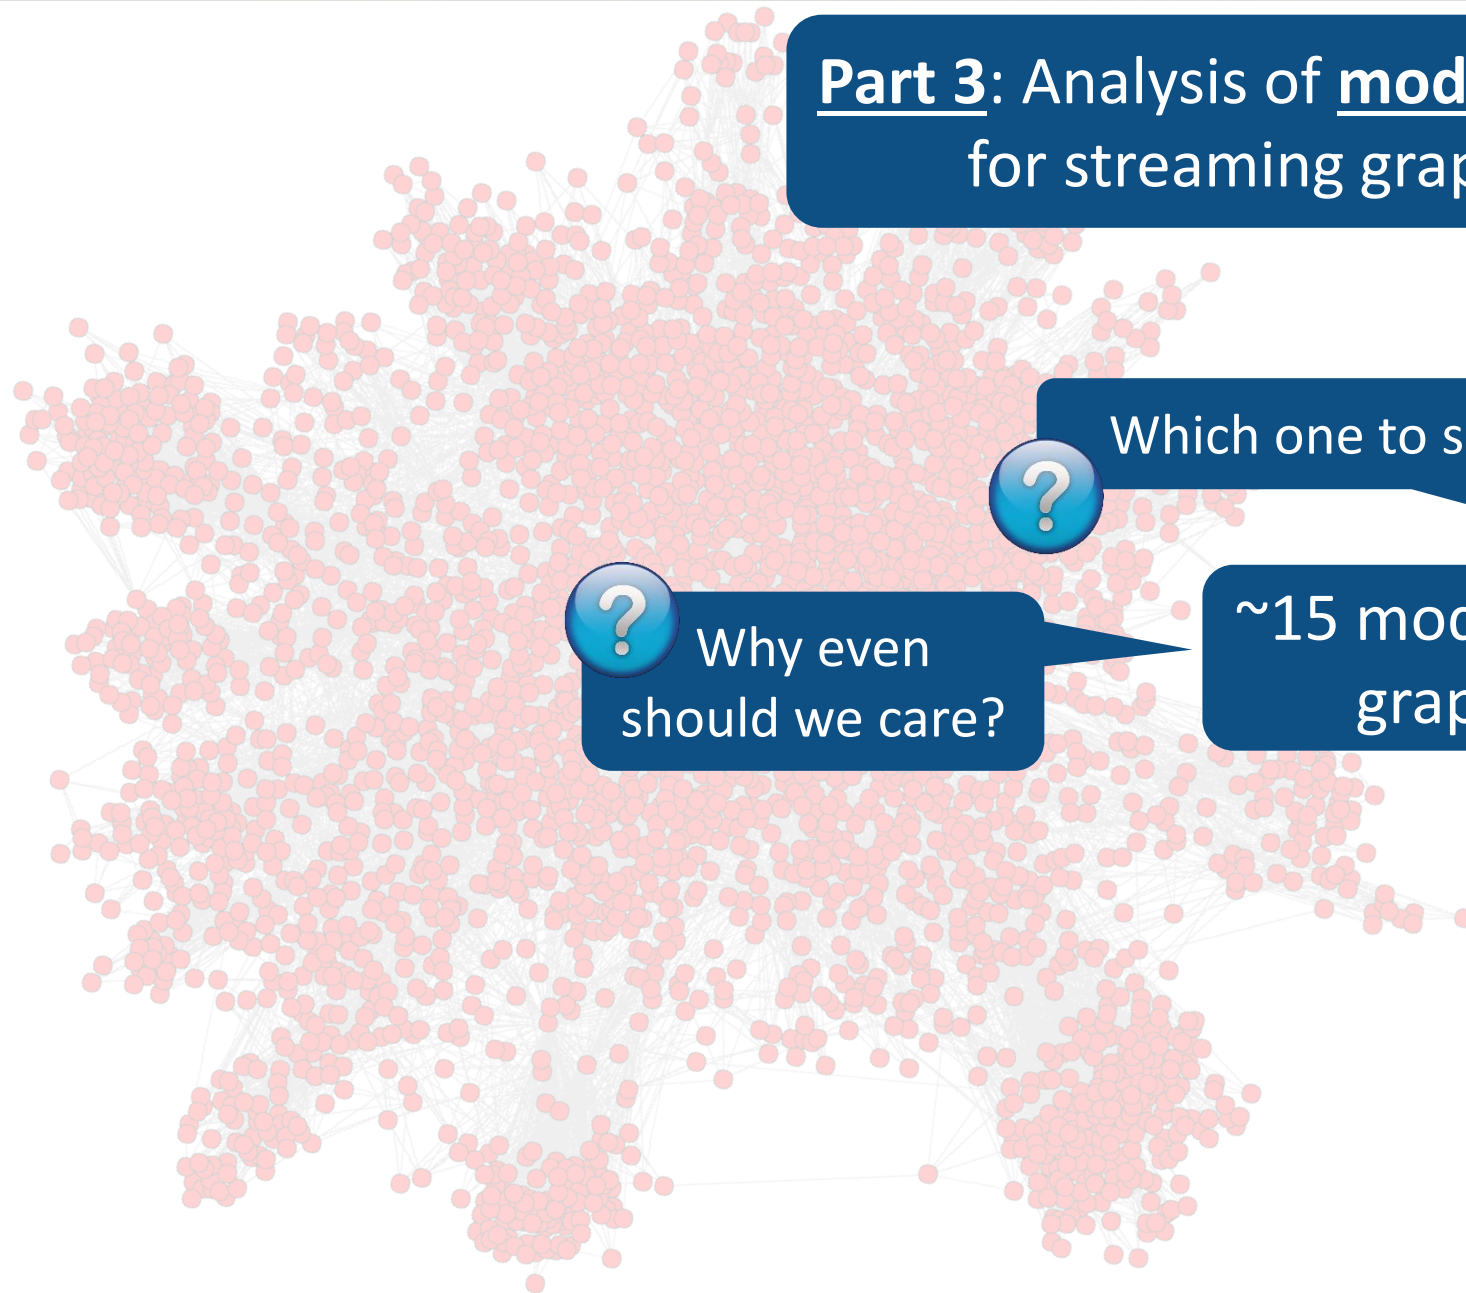 Part 3: Analysis of
for streaming
Which one to
?
?
Why even
should we care?
~15